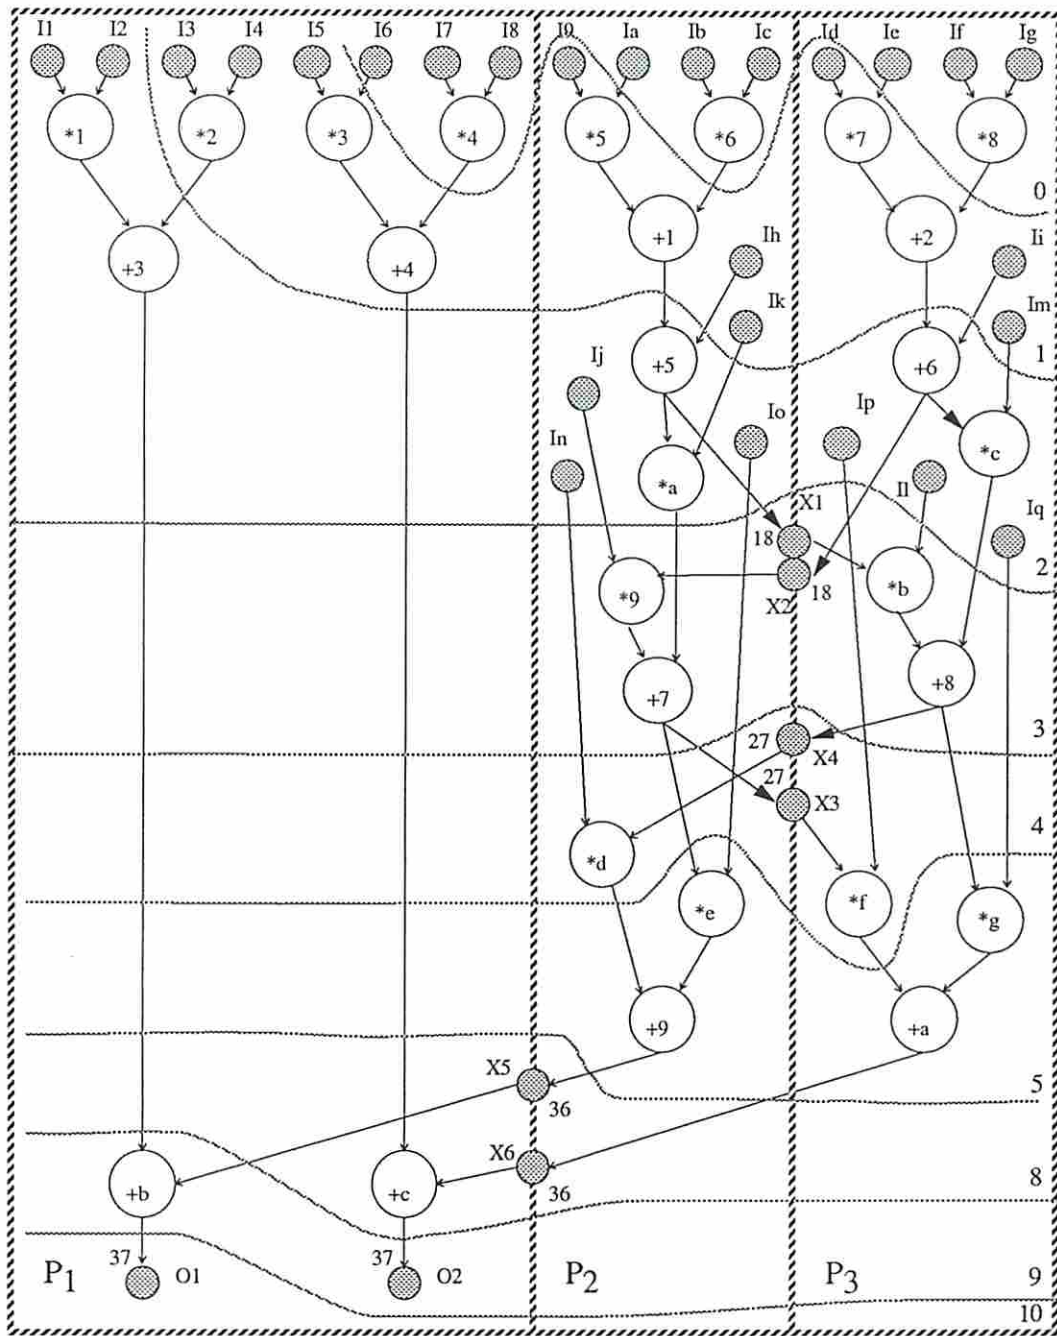 I1 I2 I3 I4 I5 I6 I7 I8 I9 Ia Ib Ic Id Ie If Ig
*1 *2 *3 *4 *5 *6 *7 *8
0
+1 +2
+3 +4
Ih Ii
Ik Im
1
Ij +5 +6
In Io Ip
*c
*a Il
X1 Iq
18
2
*9 X2 18 *b
+7 +8
3
27 X4
27 X3
4
*d
*e *f *g
+9 +a
X5 5
36
X6
+b +c 36 8
37 O1 37 O2
P1 P2 P3 9
10